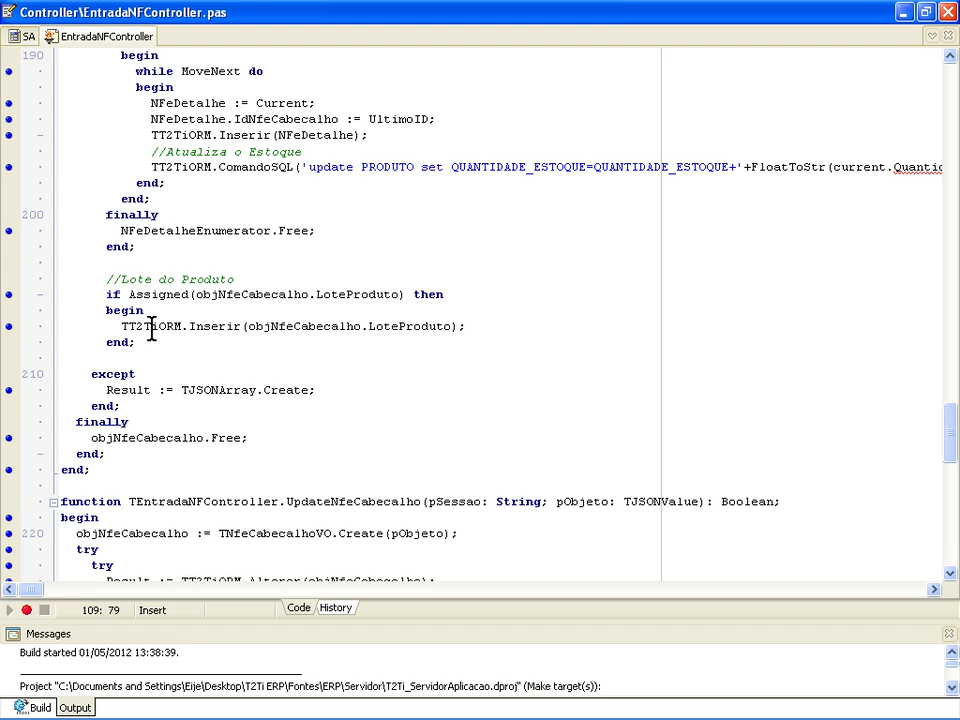 Controller\EntradaNFController.pas
SA EntradaNFController
190 begin
while MoveNext do
begin
NFeDetalhe := Current;
NFeDetalhe.IdNfeCabecalho := UltimoID;
TT2TiORM.Inserir(NFeDetalhe);
//Atualiza o Estoque
TT2TiORM.ComandoSQL('update PRODUTO set QUANTIDADE_ESTOQUE=QUANTIDADE_ESTOQUE+'+FloatToStr(current.Quantid
end;
end;
200 finally
NFeDetalheEnumerator.Free;
end;
//Lote do Produto
if Assigned(objNfeCabecalho.LoteProduto) then
begin
TT2TiORM.Inserir(objNfeCabecalho.LoteProduto);
end;
210 except
Result := TJSONArray.Create;
end;
finally
objNfeCabecalho.Free;
end;
end;
function TEntradaNFController.UpdateNfeCabecalho(pSessao: String; pObjeto: TJSONValue): Boolean;
begin
220 objNfeCabecalho := TNfeCabecalhoVO.Create(pObjeto);
try
try
Result := TT2TiORM.Alterar(objNfeCabecalho);
109: 79 Insert Code History
Messages
Build started 01/05/2012 13:38:39.
Project "C:\Documents and Settings\Eije\Desktop\T2Ti ERP\Fontes\ERP\Servidor\T2Ti_ServidorAplicacao.dproj" (Make target(s)):
Build Output